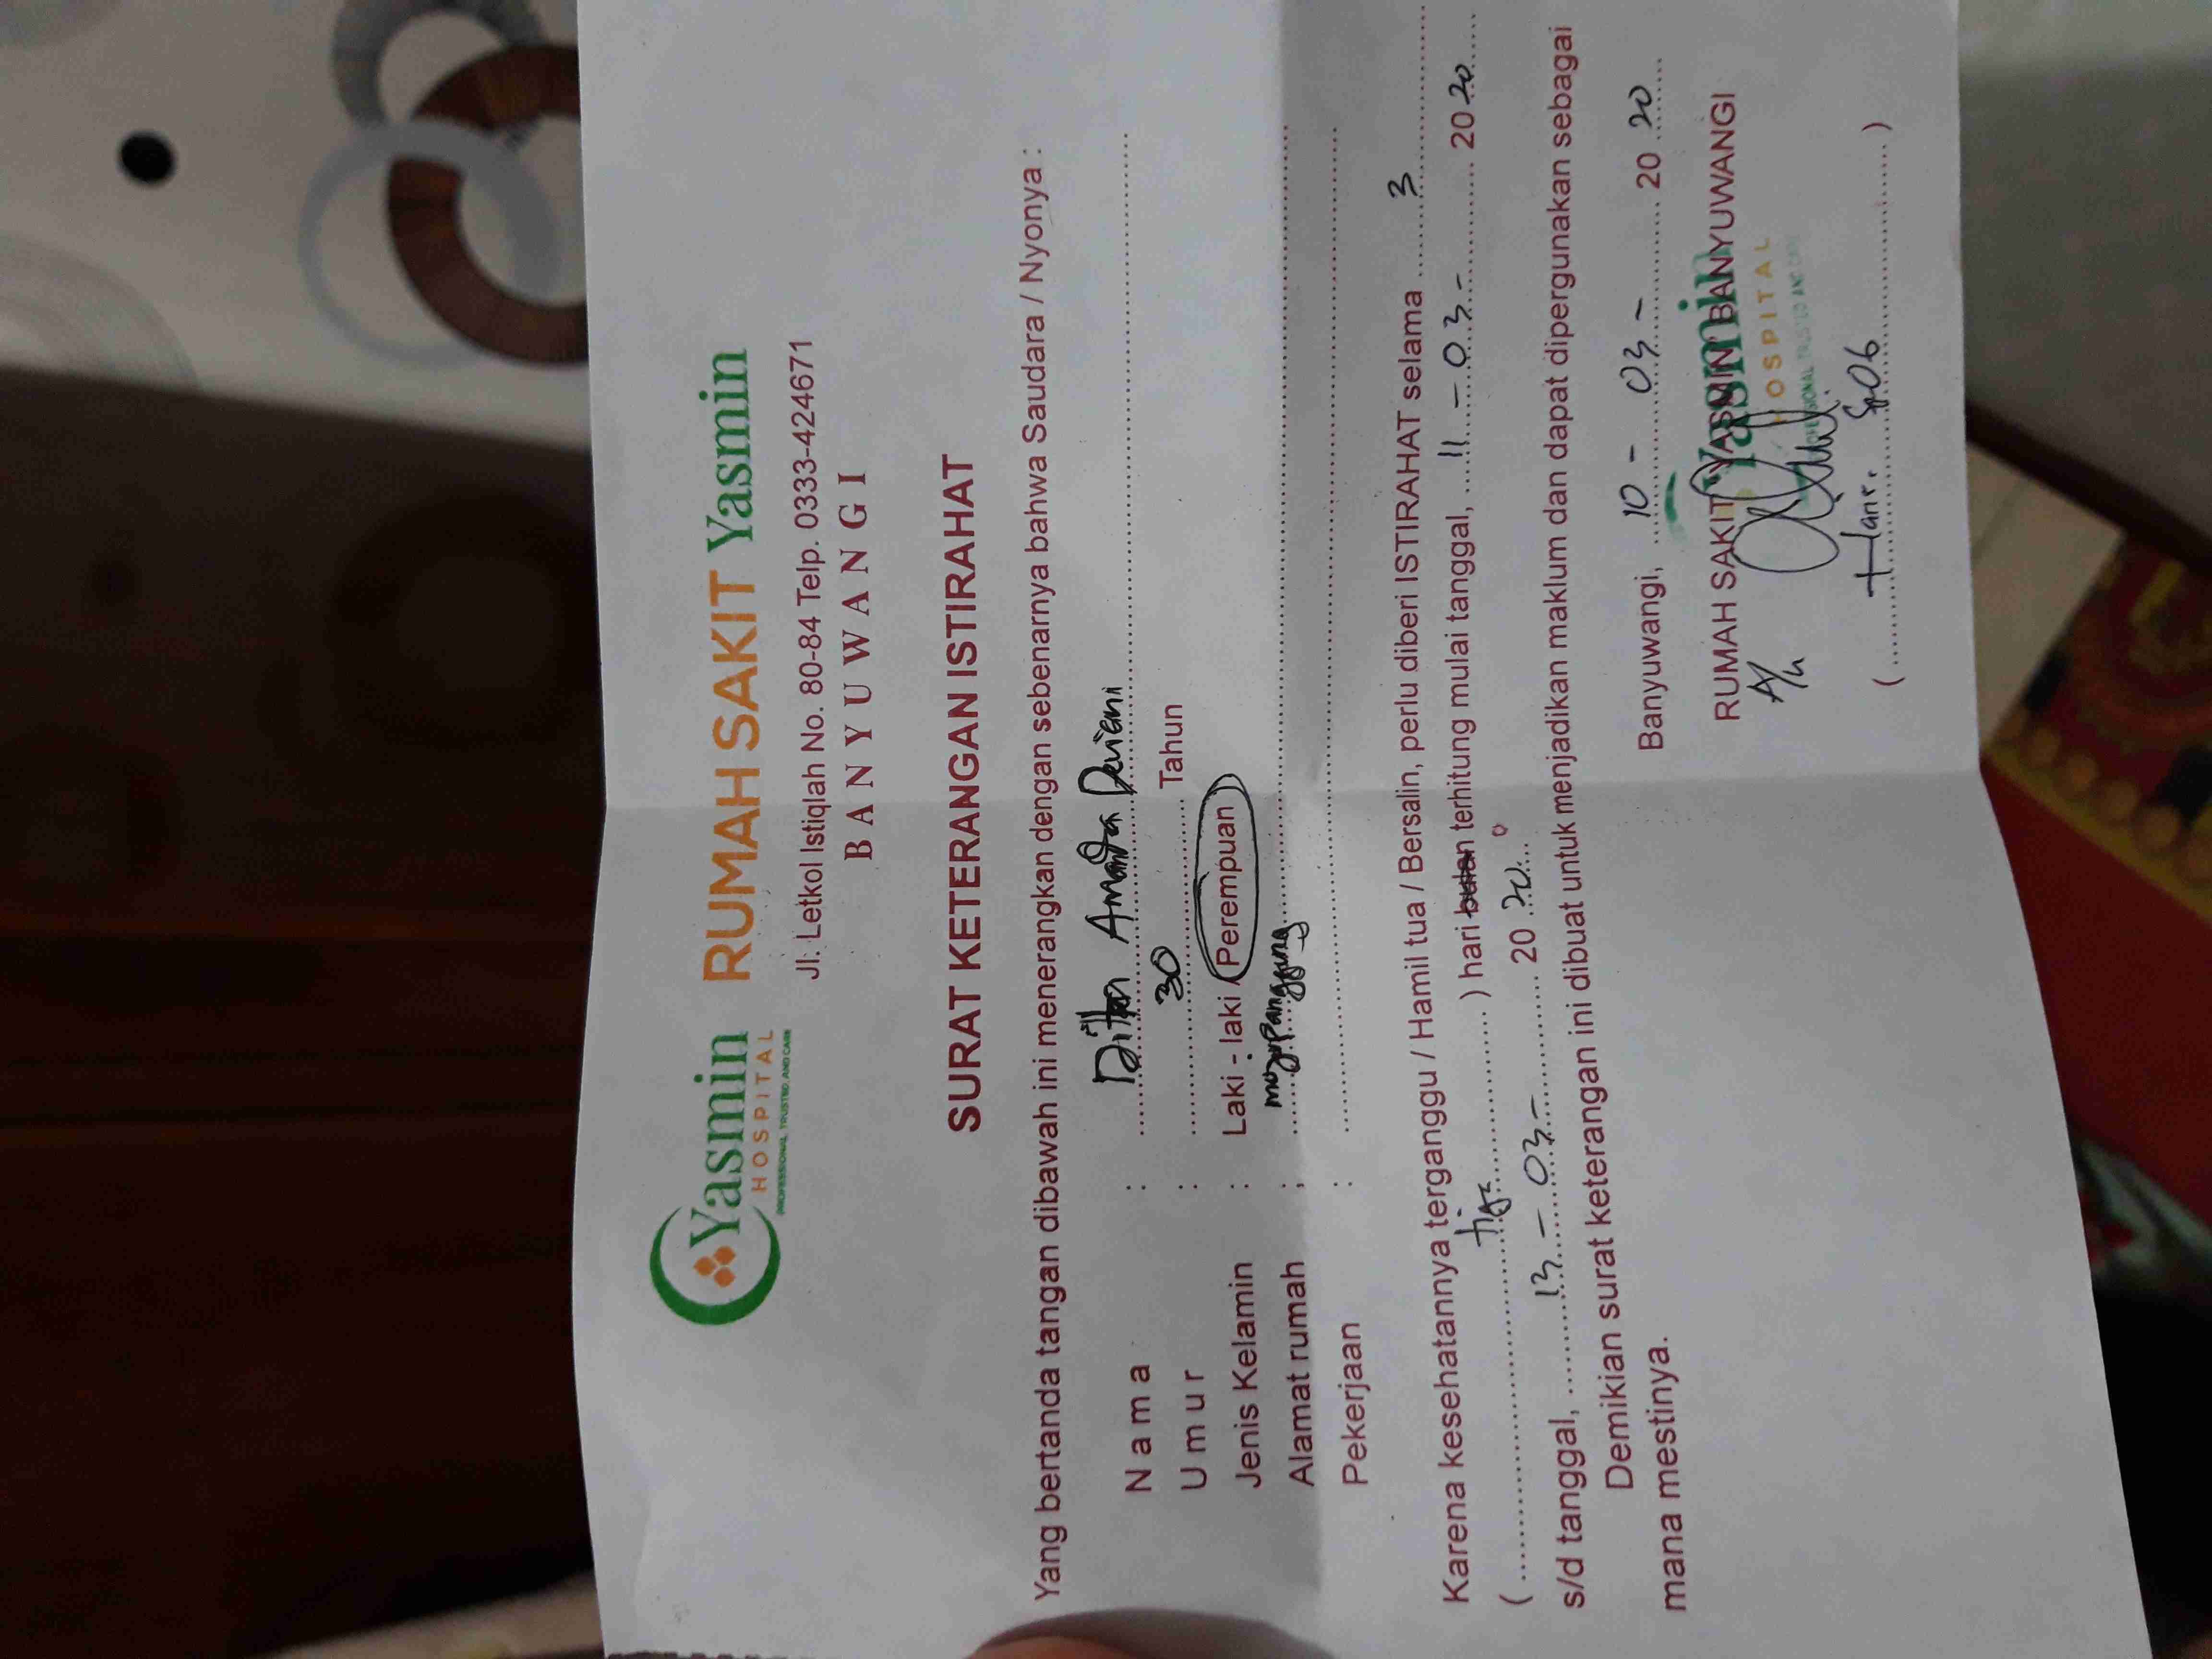 Yasmin RUMAH SAKIT Yasmin
HOSPITAL
PROFESSIONAL, TRUSTED, AND CARE
Jl. Letkol Istiqlah No. 80-84 Telp. 0333-424671
BANYUWANGI
SURAT KETERANGAN ISTIRAHAT
Yang bertanda tangan dibawah ini menerangkan dengan sebenarnya bahwa Saudara / Nyonya :
Nama : Amanda Deviani
Umur : 30 Tahun
Jenis Kelamin : Laki - laki / Perempuan
Alamat rumah ; mojopanggung
Pekerjaan :
Karena kesehatannya terganggu / Hamil tua / Bersalin, perlu diberi ISTIRAHAT selama 3
( tiga ) hari bulan terhitung mulai tanggal, 11 - 03 - 2020
s/d tanggal, 13 - 03 - 20 20
Demikian surat keterangan ini dibuat untuk menjadikan maklum dan dapat dipergunakan sebagai
mana mestinya.
Banyuwangi, 10 - 03 - 20 20
RUMAH SAKIT "YASMIN" BANYUWANGI
Yasmin
HOSPITAL
PROFESSIONAL TRUSTED AND CARE
A/n
( SpOG )